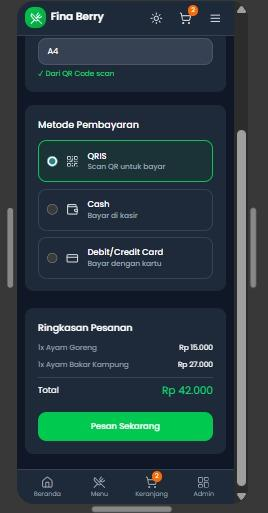 Fina Berry
2
A4
✓ Dari QR Code scan
Metode Pembayaran
QRIS
Scan QR untuk bayar
Cash
Bayar di kasir
Debit/Credit Card
Bayar dengan kartu
Ringkasan Pesanan
1x Ayam Goreng Rp 15.000
1x Ayam Bakar Kampung Rp 27.000
Total Rp 42.000
Pesan Sekarang
2
Beranda Menu Keranjang Admin